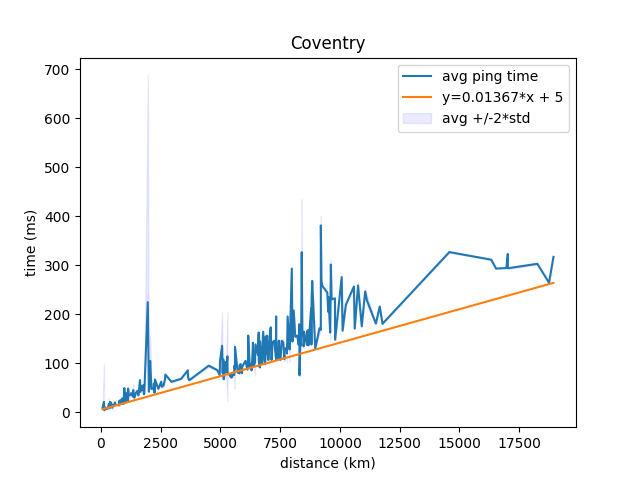 Coventry
avg ping time
y=0.01367*x + 5
avg +/-2*std
700
600
500
400
300
200
100
0
time (ms)
0 2500 5000 7500 10000 12500 15000 17500
distance (km)